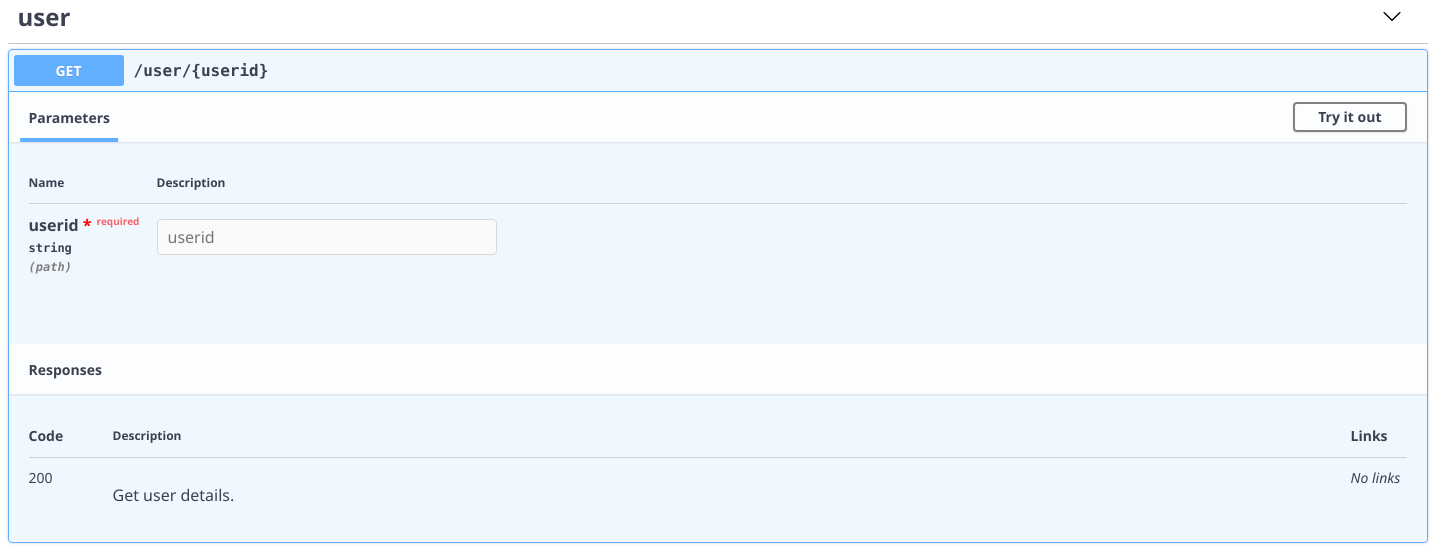 user
GET /user/{userid}
Parameters Try it out
Name Description
userid * required userid
string
(path)
Responses
Code Description Links
200 No links
Get user details.